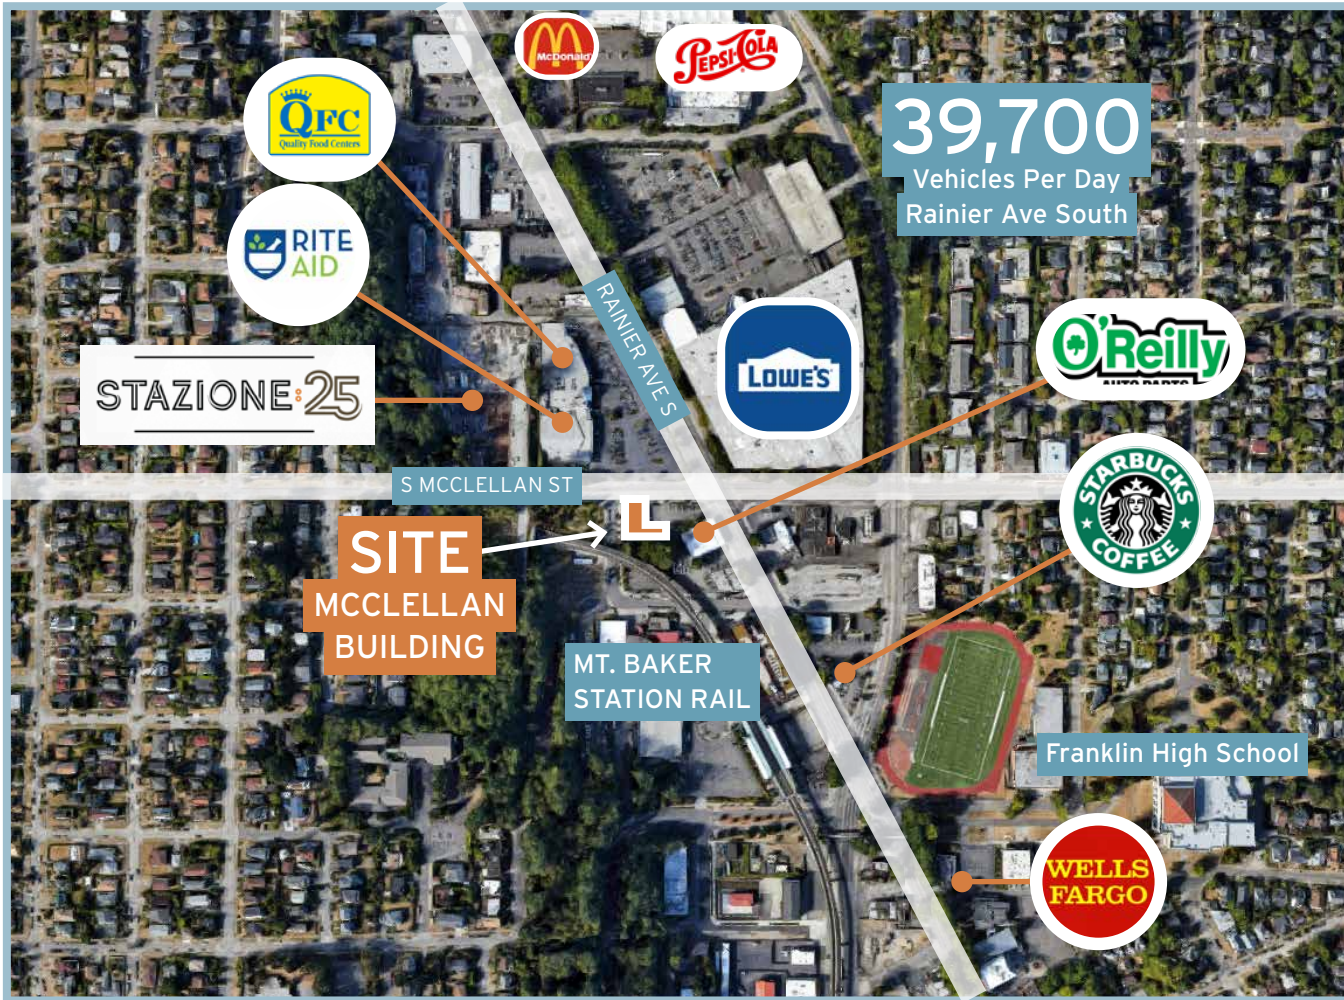 McDonald's
PEPSI-COLA
QFC
Quality Food Centers
39,700
Vehicles Per Day
Rainier Ave South
RITE
AID
RAINIER AVE S
O'Reilly
AUTO PARTS
LOWE'S
STAZIONE:25
STARBUCKS
COFFEE
S MCCLELLAN ST
SITE
MCCLELLAN
BUILDING
MT. BAKER
STATION RAIL
Franklin High School
WELLS
FARGO